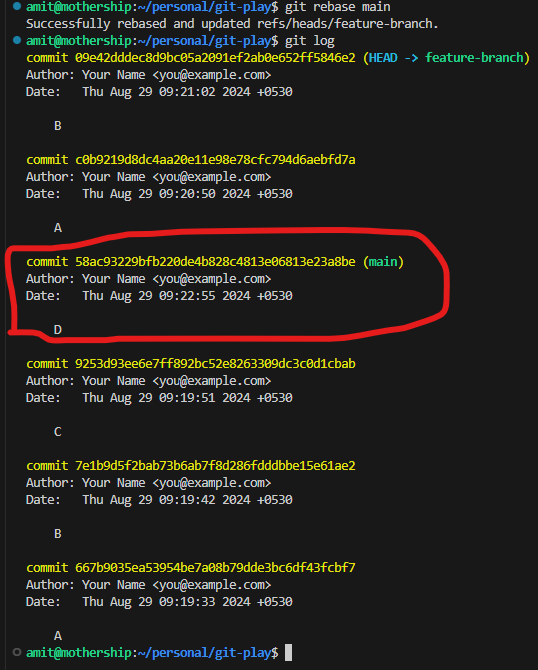 amit@mothership:~/personal/git-play$ git rebase main
Successfully rebased and updated refs/heads/feature-branch.
amit@mothership:~/personal/git-play$ git log
commit 09e42dddec8d9bc05a2091ef2ab0e652ff5846e2 (HEAD -> feature-branch)
Author: Your Name <you@example.com>
Date:   Thu Aug 29 09:21:02 2024 +0530
B
commit c0b9219d8dc4aa20e11e98e78cfc794d6aebfd7a
Author: Your Name <you@example.com>
Date:   Thu Aug 29 09:20:50 2024 +0530
A
commit 58ac93229bfb220de4b828c4813e06813e23a8be (main)
Author: Your Name <you@example.com>
Date:   Thu Aug 29 09:22:55 2024 +0530
D
commit 9253d93ee6e7ff892bc52e8263309dc3c0d1cbab
Author: Your Name <you@example.com>
Date:   Thu Aug 29 09:19:51 2024 +0530
C
commit 7e1b9d5f2bab73b6ab7f8d286fdddbbe15e61ae2
Author: Your Name <you@example.com>
Date:   Thu Aug 29 09:19:42 2024 +0530
B
commit 667b9035ea53954be7a08b79dde3bc6df43fcbf7
Author: Your Name <you@example.com>
Date:   Thu Aug 29 09:19:33 2024 +0530
A
amit@mothership:~/personal/git-play$